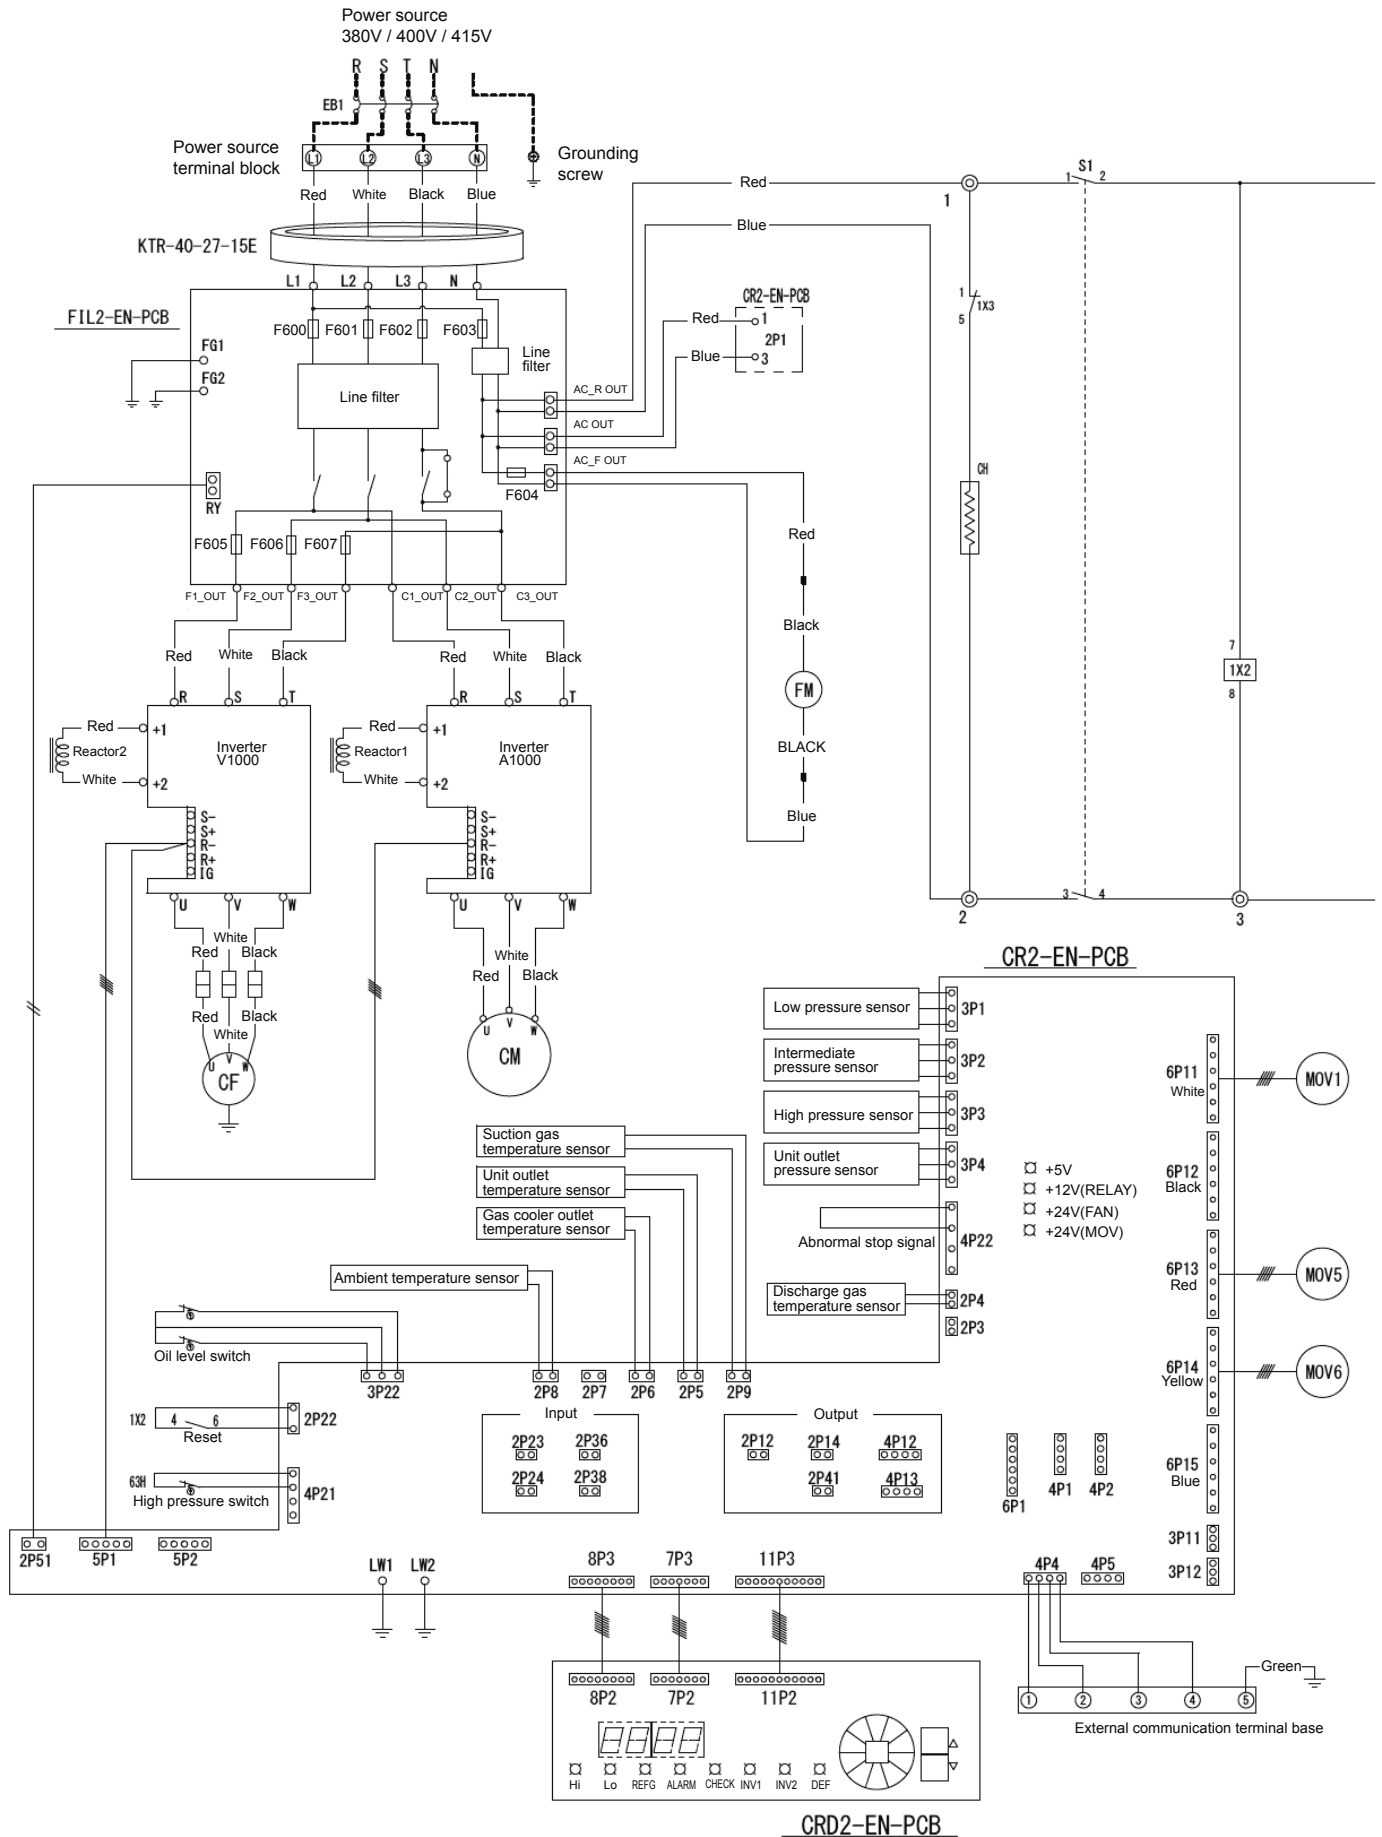 Power source
380V / 400V / 415V
R S T N
EB1
Power source
terminal block
L1 L2 L3 N
Grounding
screw
Red White Black Blue
KTR-40-27-15E
L1 L2 L3 N
FIL2-EN-PCB
FG1
FG2
F600 F601 F602 F603
Line
filter
Line filter
AC_R OUT
AC OUT
AC_F OUT
F604
RY
F605 F606 F607
F1_OUT F2_OUT F3_OUT C1_OUT C2_OUT C3_OUT
Red
Blue
CR2-EN-PCB
Red 1
2P1
Blue 3
1
S1
1 2
1
1X3
5
CH
Red
Black
FM
BLACK
Blue
7
1X2
8
2
3 4
3
Red White Black
Red White Black
R S T
R S T
Red +1
Reactor2
White +2
Inverter
V1000
Red +1
Reactor1
White +2
Inverter
A1000
S-
S+
R-
R+
IG
S-
S+
R-
R+
IG
U V W
U V W
White
Red Black
Red Black
White
U V W
CF
White
Red Black
U V W
CM
CR2-EN-PCB
Low pressure sensor
3P1
Intermediate
pressure sensor
3P2
High pressure sensor
3P3
Unit outlet
pressure sensor
3P4
Abnormal stop signal
4P22
Discharge gas
temperature sensor
2P4
2P3
+5V
+12V(RELAY)
+24V(FAN)
+24V(MOV)
6P11
White
MOV1
6P12
Black
6P13
Red
MOV5
6P14
Yellow
MOV6
6P15
Blue
Suction gas
temperature sensor
Unit outlet
temperature sensor
Gas cooler outlet
temperature sensor
Ambient temperature sensor
Oil level switch
3P22 2P8 2P7 2P6 2P5 2P9
1X2 4 6
Reset
2P22
63H
High pressure switch
4P21
Input
2P23 2P36
2P24 2P38
Output
2P12 2P14 4P12
2P41 4P13
6P1 4P1 4P2
3P11
3P12
2P51 5P1 5P2
LW1 LW2
8P3 7P3 11P3
4P4 4P5
8P2 7P2 11P2
Green
1 2 3 4 5
External communication terminal base
Hi Lo REFG ALARM CHECK INV1 INV2 DEF
CRD2-EN-PCB